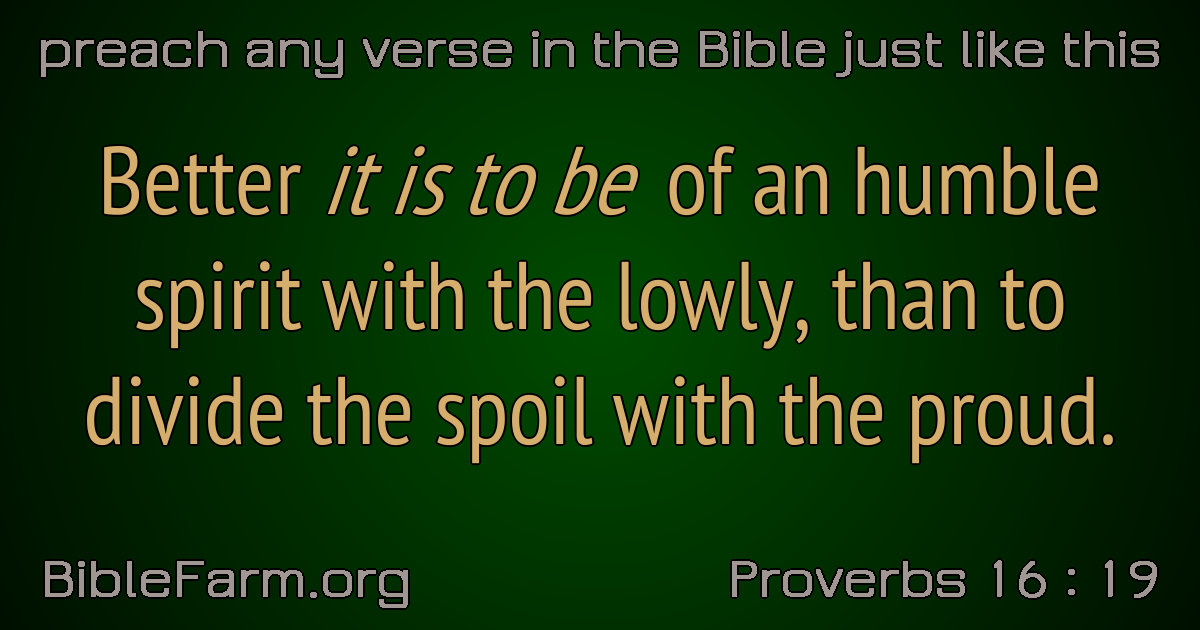 preach any verse in the Bible just like this
Better it is to be of an humble
spirit with the lowly, than to
divide the spoil with the proud.
BibleFarm.org
Proverbs 16 : 19